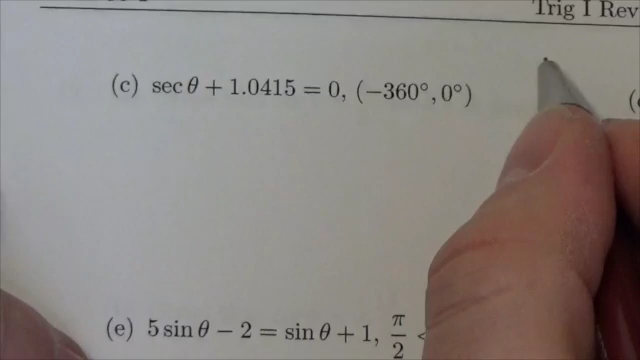 Trig I Rev
(c) sec θ + 1.0415 = 0, (−360°, 0°)
(e) 5 sin θ − 2 = sin θ + 1, π/2 <